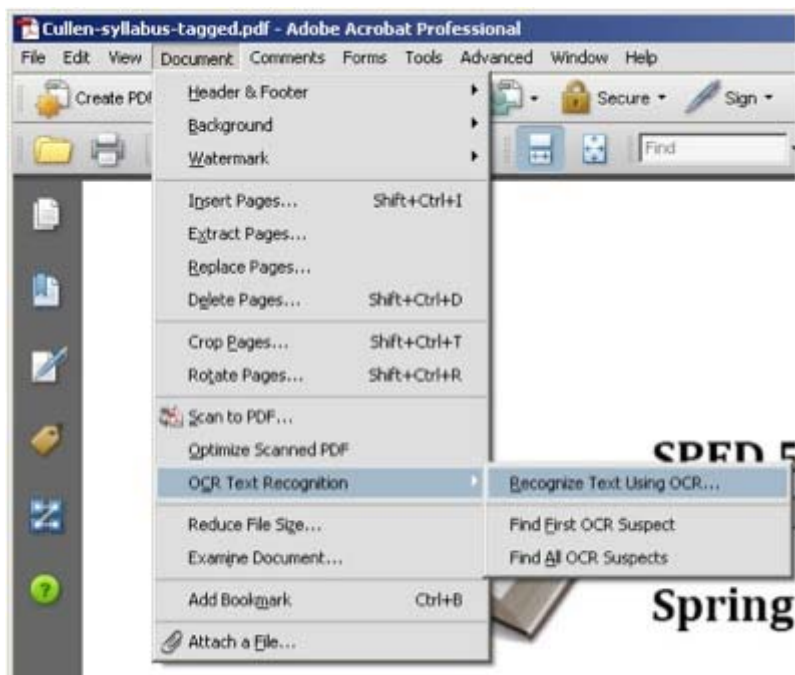 Cullen-syllabus-tagged.pdf - Adobe Acrobat Professional
File Edit View Document Comments Forms Tools Advanced Window Help
Create PDF Secure Sign
Find
Header & Footer
Background
Watermark
Insert Pages... Shift+Ctrl+I
Extract Pages...
Replace Pages...
Delete Pages... Shift+Ctrl+D
Crop Pages... Shift+Ctrl+T
Rotate Pages... Shift+Ctrl+R
Scan to PDF...
Optimize Scanned PDF
SPED 5
OCR Text Recognition Recognize Text Using OCR...
Reduce File Size... Find First OCR Suspect
Examine Document... Find All OCR Suspects
Add Bookmark Ctrl+B
Spring
Attach a File...